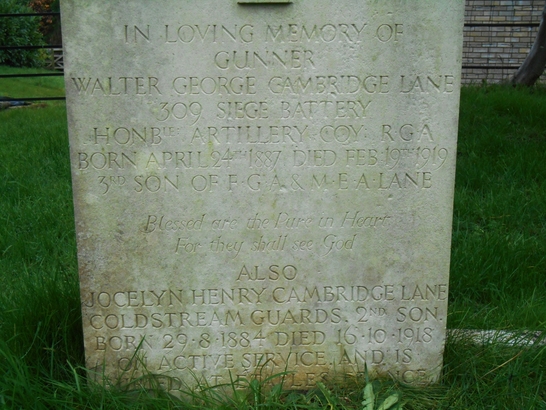 IN LOVING MEMORY OF
GUNNER
WALTER GEORGE CAMBRIDGE LANE
309 SIEGE BATTERY
HONBLE ARTILLERY COY. R.G.A
BORN APRIL 24TH 1887 DIED FEB 19TH 1919
3RD SON OF F·G·A & M·E·A·LANE
Blessed are the Pure in Heart
For they shall see God
ALSO
JOCELYN HENRY CAMBRIDGE LANE
COLDSTREAM GUARDS. 2ND SON.
BORN 29·8·1884 DIED 16·10·1918
ON ACTIVE SERVICE, AND IS
AT